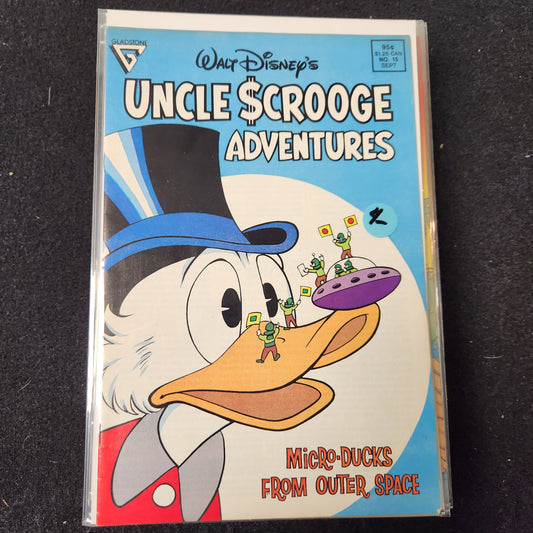 GLADSTONE
WALT DISNEY'S
95¢
$1.25 CAN
NO. 15
SEPT
UNCLE $CROOGE
ADVENTURES
MICRO-DUCKS
FROM OUTER SPACE